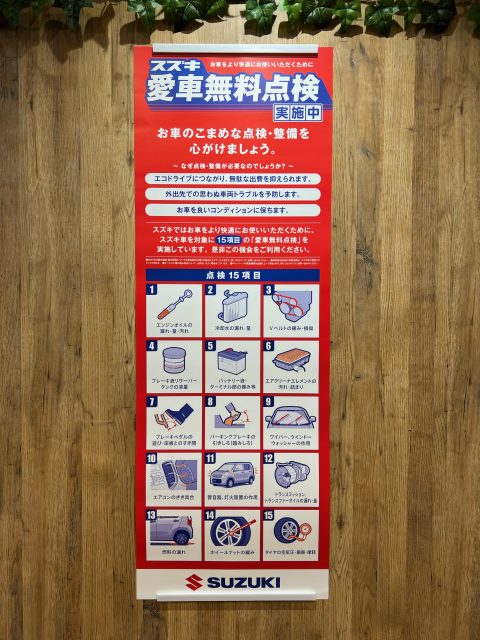 スズキ
お車をより快適にお使いいただくために
愛車無料点検
実施中
お車のこまめな点検・整備を
心がけましょう。
~ なぜ点検・整備が必要なのでしょうか? ~
エコドライブにつながり、無駄な出費を抑えられます。
外出先での思わぬ車両トラブルを予防します。
お車を良いコンディションに保ちます。
スズキではお車をより快適にお使いいただくために、
スズキ車を対象に15項目の「愛車無料点検」を
実施しています。是非この機会をご利用ください。
点検15項目
1
エンジンオイルの
漏れ・量・汚れ
2
冷却水の漏れ・量
3
Vベルトの緩み・損傷
4
ブレーキ液リザーバー
タンクの液量
5
バッテリー液・
ターミナル部の緩み等
6
エアクリーナエレメントの
汚れ・詰まり
7
ブレーキペダルの
遊び・床板とのすき間
8
パーキングブレーキの
引きしろ(踏みしろ)
9
ワイパー、ウインドー
ウォッシャーの作用
10
エアコンのきき具合
11
警音器、灯火装置の作用
12
トランスミッション、
トランスファーオイルの漏れ・量
13
燃料の漏れ
14
ホイールナットの緩み
15
タイヤの空気圧・損傷・摩耗
SUZUKI